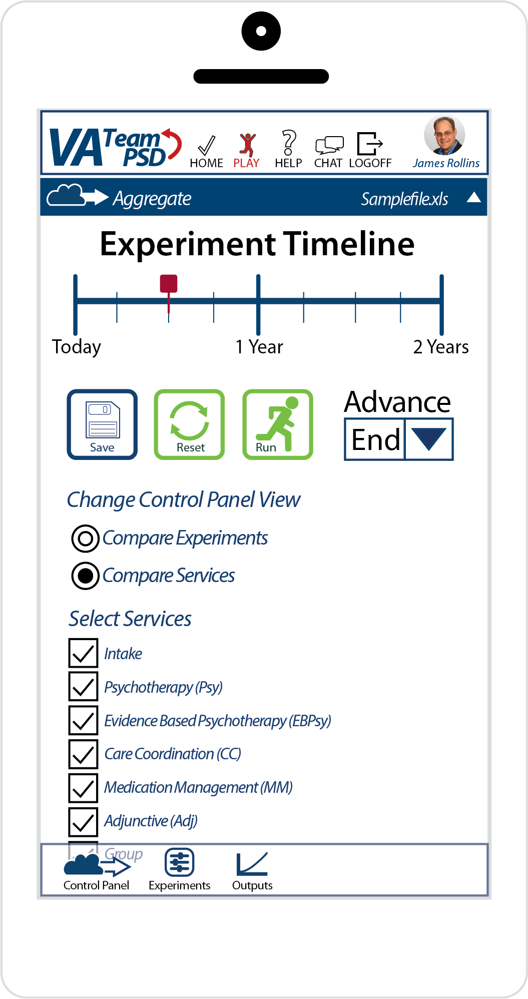 VA Team PSD
HOME PLAY HELP CHAT LOGOFF James Rollins
Aggregate Samplefile.xls
Experiment Timeline
Today 1 Year 2 Years
Save Reset Run
Advance
End
Change Control Panel View
Compare Experiments
Compare Services
Select Services
Intake
Psychotherapy (Psy)
Evidence Based Psychotherapy (EBPsy)
Care Coordination (CC)
Medication Management (MM)
Adjunctive (Adj)
Group
Control Panel Experiments Outputs